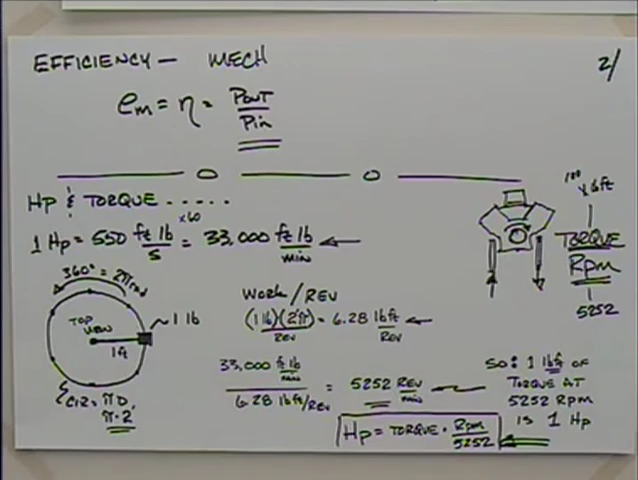 EFFICIENCY — MECH
2/
em = η = Pout/Pin
Hp & TORQUE .....
x60
1 Hp = 550 ft lb/s = 33,000 ft lb/min
TORQUE
Rpm
5252
360° = 2π rad
TOP VIEW
1 lb
1ft
CIR = πD
π·2
WORK / REV
(1 lb)(2π)/REV = 6.28 lbft/REV
33,000 ft lb/min / 6.28 lbft/REV = 5252 REV/min
SO: 1 lbft OF
TORQUE AT
5252 RPM
IS 1 Hp
Hp = TORQUE · Rpm/5252